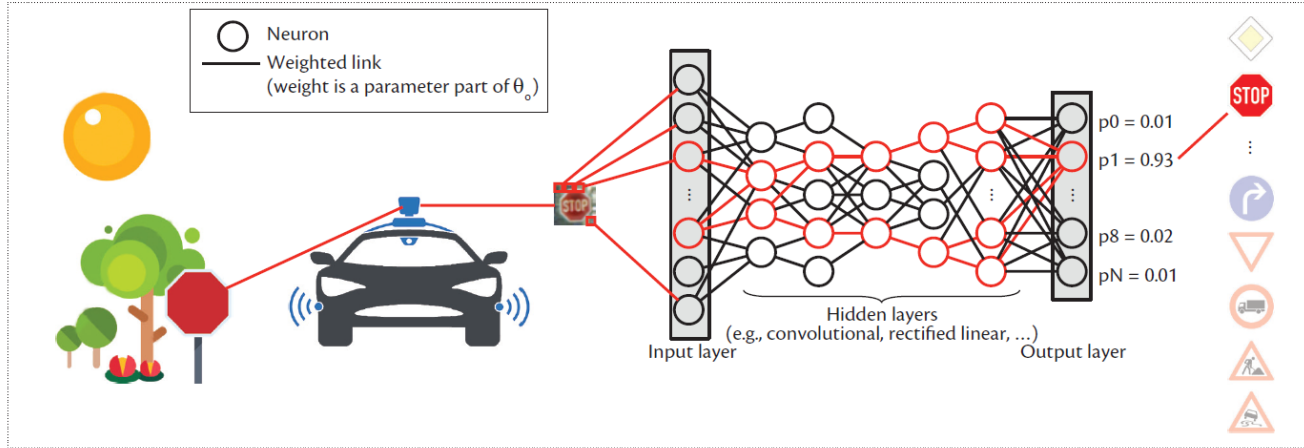 Neuron
Weighted link
(weight is a parameter part of θo)
STOP
p0 = 0.01
STOP
p1 = 0.93
...
...
...
...
p8 = 0.02
pN = 0.01
Hidden layers
(e.g., convolutional, rectified linear, ...)
Input layer
Output layer